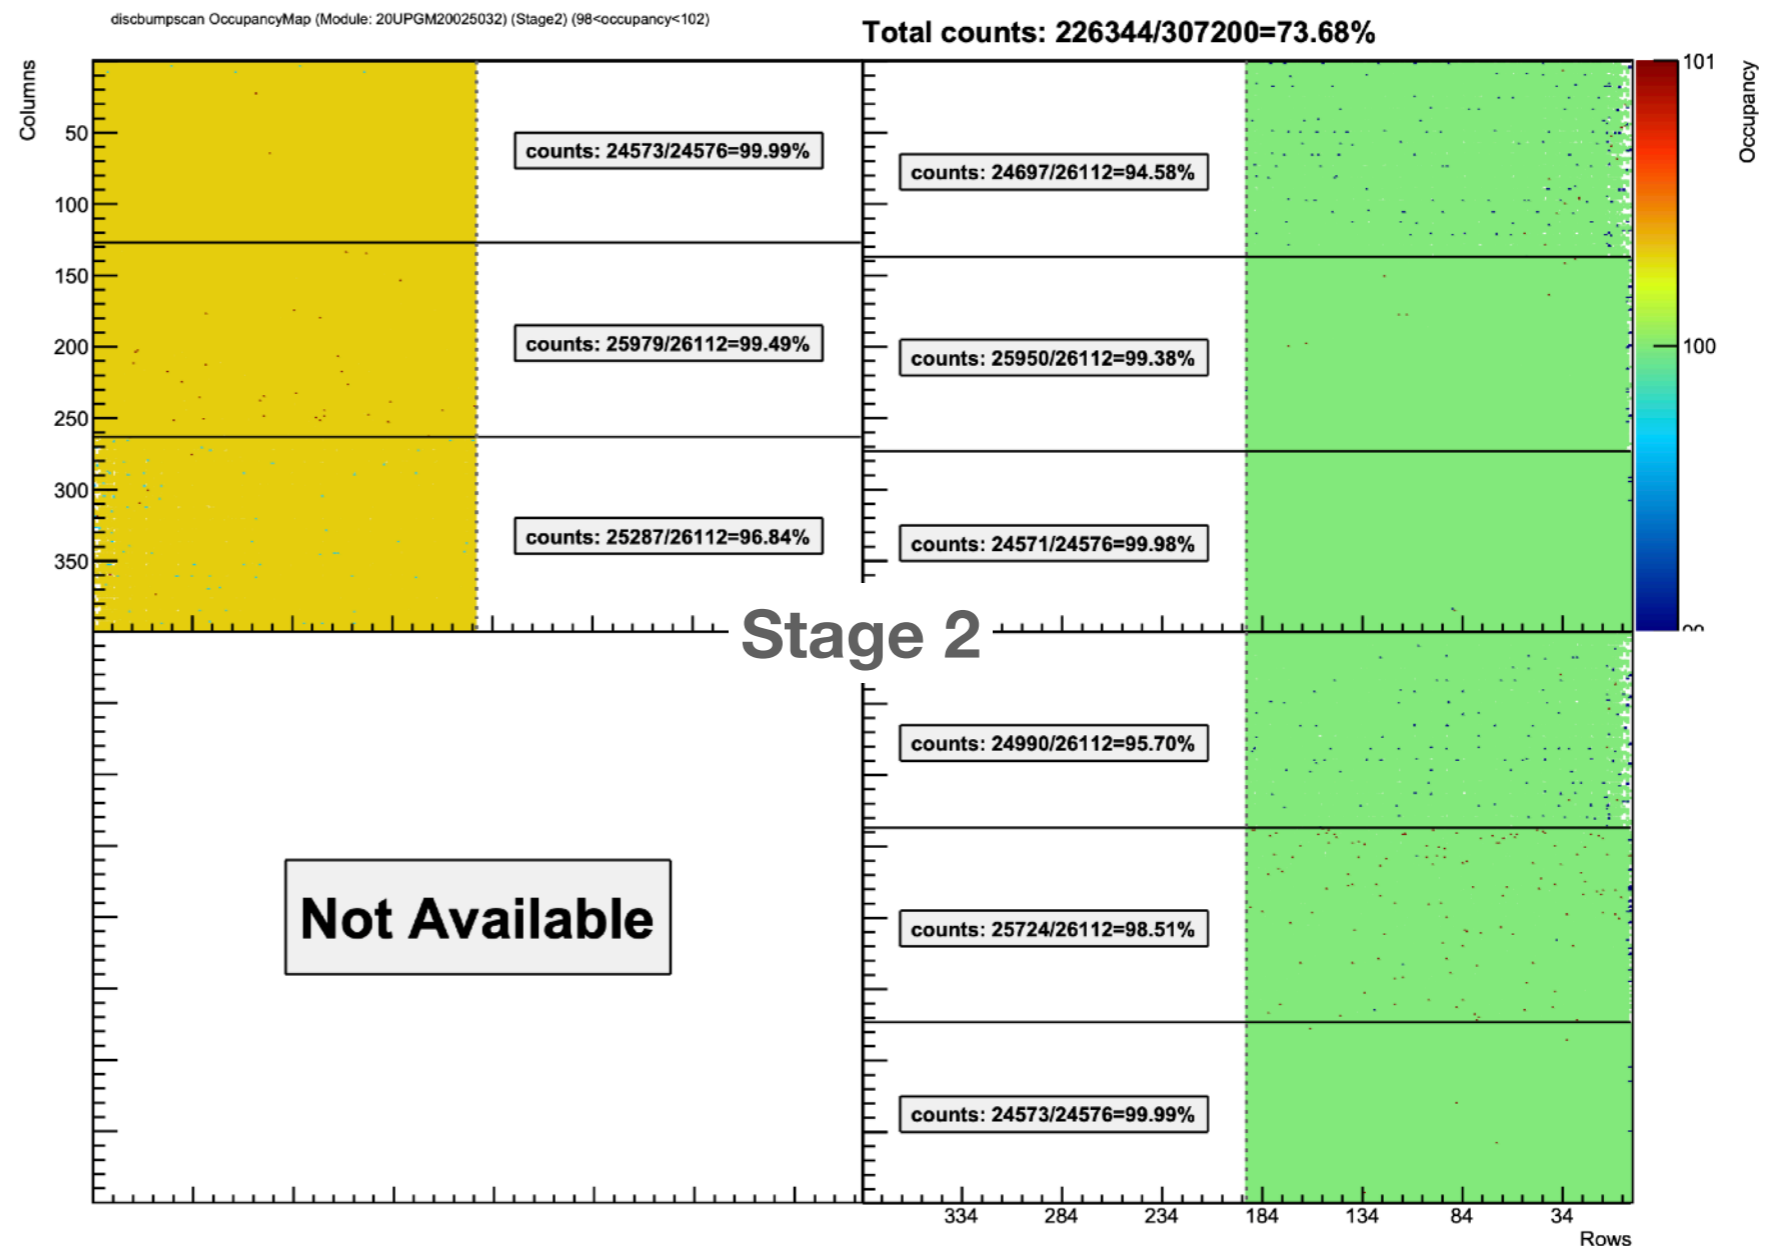 discbumpscan OccupancyMap (Module: 20UPGM20025032) (Stage2) (98<occupancy<102)
Total counts: 226344/307200=73.68%
Columns
50
100
150
200
250
300
350
counts: 24573/24576=99.99%
counts: 25979/26112=99.49%
counts: 25287/26112=96.84%
counts: 24697/26112=94.58%
counts: 25950/26112=99.38%
counts: 24571/24576=99.98%
101
100
Occupancy
Stage 2
Not Available
counts: 24990/26112=95.70%
counts: 25724/26112=98.51%
counts: 24573/24576=99.99%
334 284 234 184 134 84 34
Rows